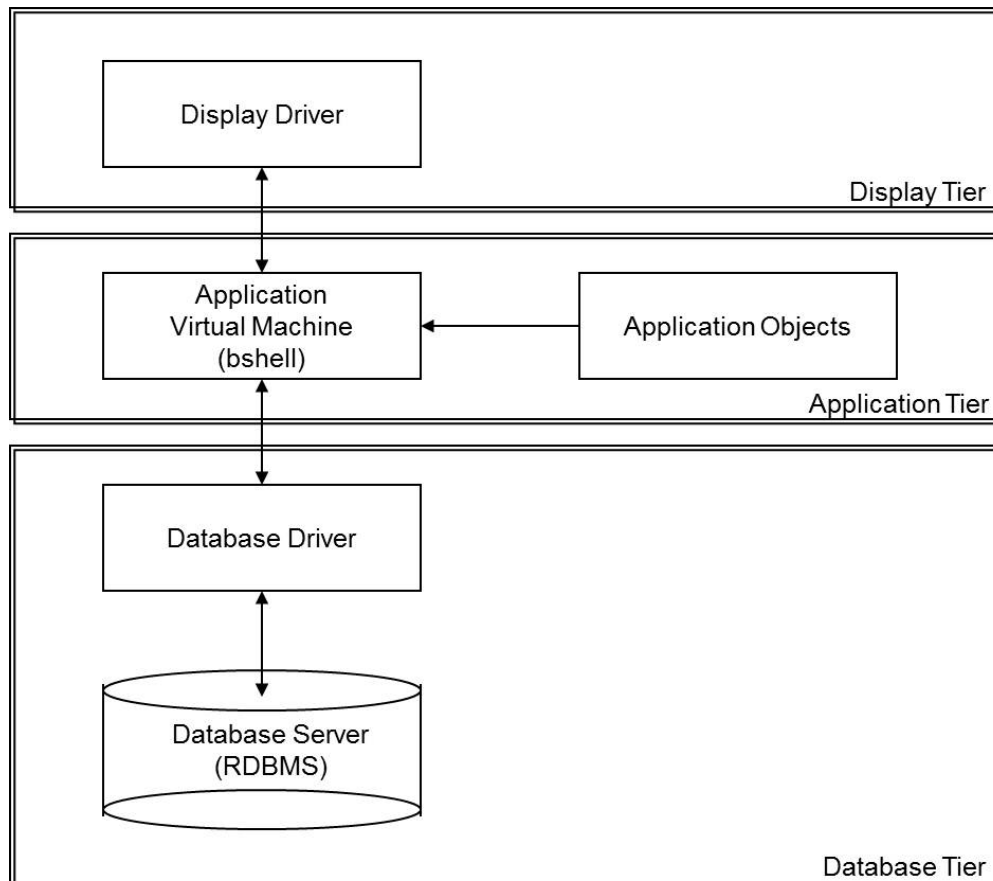 Display Driver
Display Tier
Application
Virtual Machine
(bshell)
Application Objects
Application Tier
Database Driver
Database Server
(RDBMS)
Database Tier